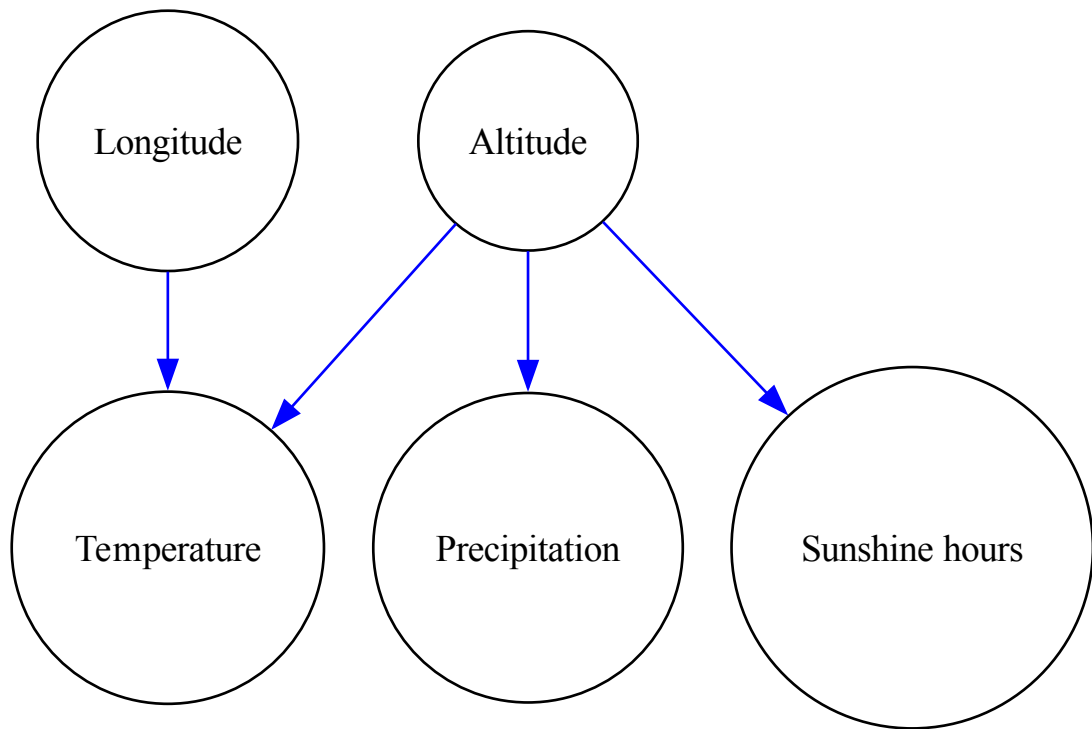 Longitude
Altitude
Temperature
Precipitation
Sunshine hours